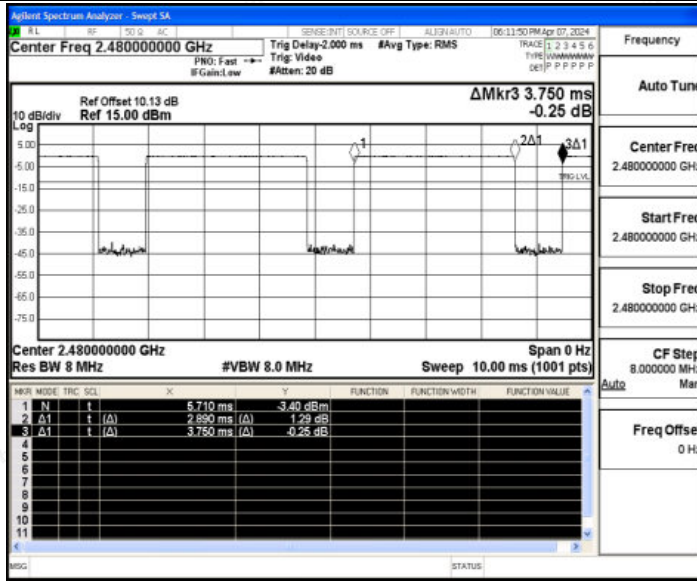 Agilent Spectrum Analyzer - Swept SA
RL RF 50 Ω AC SENSE:INT SOURCE OFF ALIGNAUTO 06:11:50 PM Apr 07, 2024
Center Freq 2.480000000 GHz
PNO: Fast
IFGain:Low
Trig Delay-2.000 ms #Avg Type: RMS
Trig: Video
#Atten: 20 dB
TRACE 1 2 3 4 5 6
TYPE
DET P P P P P P
Frequency
Auto Tune
ΔMkr3 3.750 ms
-0.25 dB
Ref Offset 10.13 dB
10 dB/div Ref 15.00 dBm
Log
5.00
-5.00
-15.0
-25.0
-35.0
-45.0
-55.0
-65.0
-75.0
1
2Δ1
3Δ1
TRIG LVL
Center Freq
2.480000000 GHz
Start Freq
2.480000000 GHz
Stop Freq
2.480000000 GHz
CF Step
8.000000 MHz
Auto Man
Freq Offset
0 Hz
Center 2.480000000 GHz Span 0 Hz
Res BW 8 MHz #VBW 8.0 MHz Sweep 10.00 ms (1001 pts)
MKR MODE TRC SCL X Y FUNCTION FUNCTION WIDTH FUNCTION VALUE
1 N t 5.710 ms -3.40 dBm
2 Δ1 t (Δ) 2.890 ms (Δ) 1.29 dB
3 Δ1 t (Δ) 3.750 ms (Δ) -0.25 dB
4
5
6
7
8
9
10
11
MSG STATUS